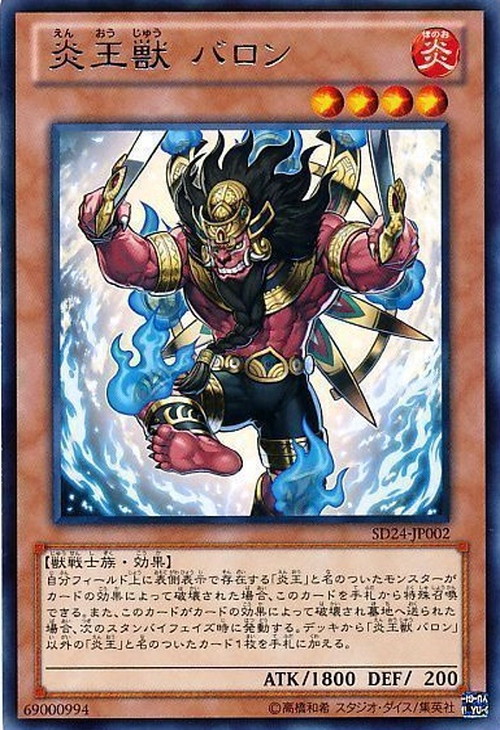 炎王獣 バロン
えん おう じゅう
炎
ほのお
SD24-JP002
【獣戦士族・効果】
自分フィールド上に表側表示で存在する「炎王」と名のついたモンスターが
カードの効果によって破壊された場合、このカードを手札から特殊召喚
できる。また、このカードがカードの効果によって破壊され墓地へ送られた
場合、次のスタンバイフェイズ時に発動する。デッキから「炎王獣 バロン」
以外の「炎王」と名のついたカード1枚を手札に加える。
ATK/1800 DEF/ 200
69000994
©高橋和希 スタジオ・ダイス/集英社